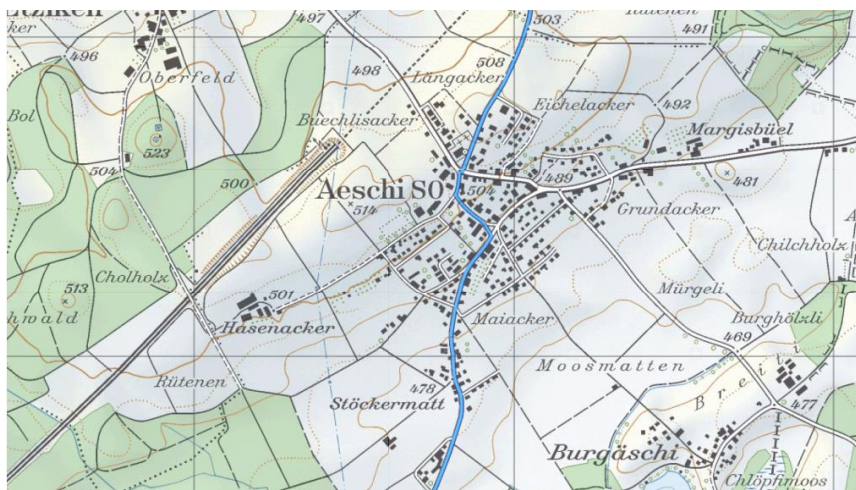 497
503
Rütenen
491
496
Oberfeld
498
508
Längacker
Eichelacker
492
Bol
Buechlisacker
Margisbüel
523
504
500
Aeschi SO
504
489
481
514
Grundacker
Chilchholz
Cholholz
513
501
Mürgeli
Hasenacker
Maiacker
Burghölzli
469
Rütenen
Moosmatten
Breiti
478
Stöckermatt
477
Burgäschi
Chlöpfimoos